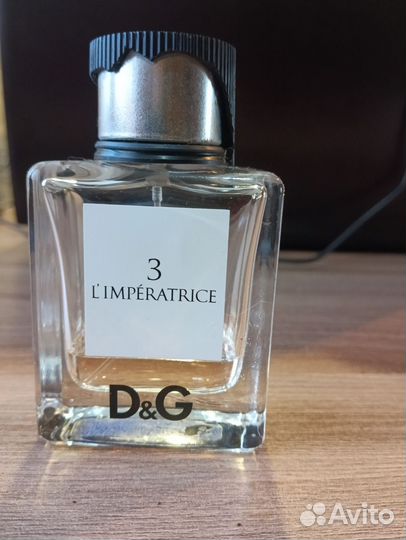 3
L'IMPÉRATRICE
D&G
Avito